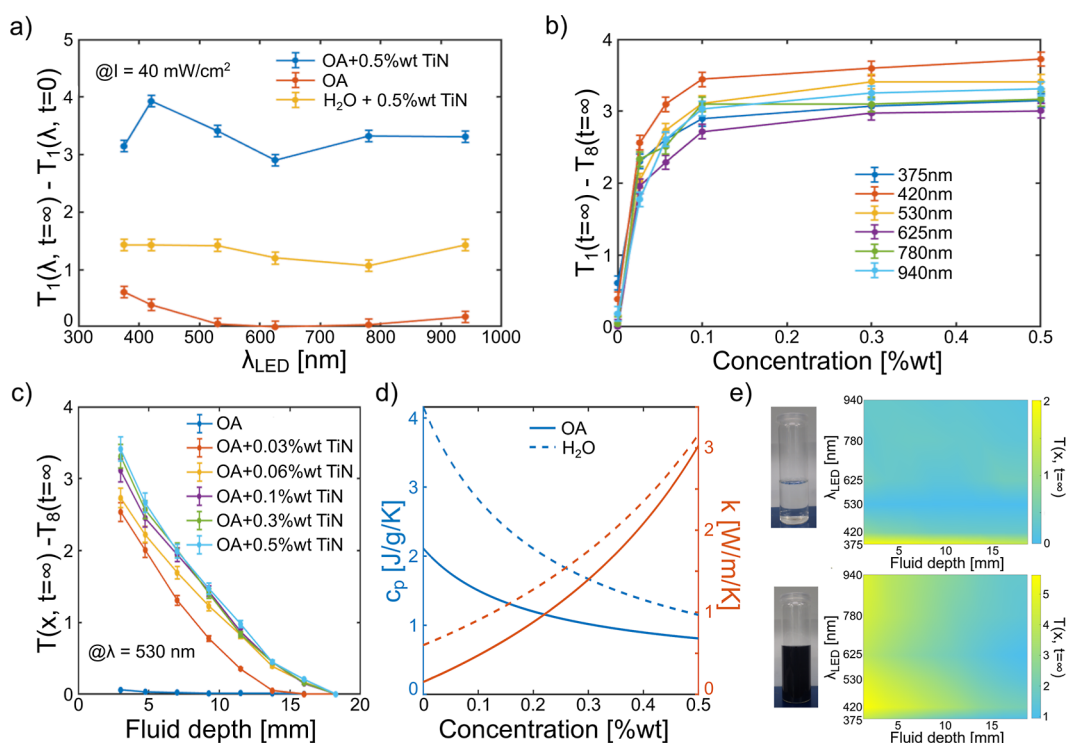 a)
5
4
3
2
1
0
T₁(λ, t=∞) - T₁(λ, t=0)
@I = 40 mW/cm²
OA+0.5%wt TiN
OA
H₂O + 0.5%wt TiN
300 400 500 600 700 800 900 1000
λLED [nm]
b)
4
3
2
1
0
T₁(t=∞) - T₈(t=∞)
375nm
420nm
530nm
625nm
780nm
940nm
0 0.1 0.2 0.3 0.4 0.5
Concentration [%wt]
c)
4
3
2
1
0
T(x, t=∞) -T₈(t=∞)
OA
OA+0.03%wt TiN
OA+0.06%wt TiN
OA+0.1%wt TiN
OA+0.3%wt TiN
OA+0.5%wt TiN
@λ = 530 nm
0 5 10 15 20
Fluid depth [mm]
d)
4
3
2
1
0
cₚ [J/g/K]
OA
H₂O
3
2
1
0
k [W/m/K]
0 0.1 0.2 0.3 0.4 0.5
Concentration [%wt]
e)
940
780
625
530
420
375
λLED [nm]
5 10 15
Fluid depth [mm]
2
1
0
T(x, t=∞)
940
780
625
530
420
375
λLED [nm]
5 10 15
Fluid depth [mm]
5
4
3
2
1
T(x, t=∞)